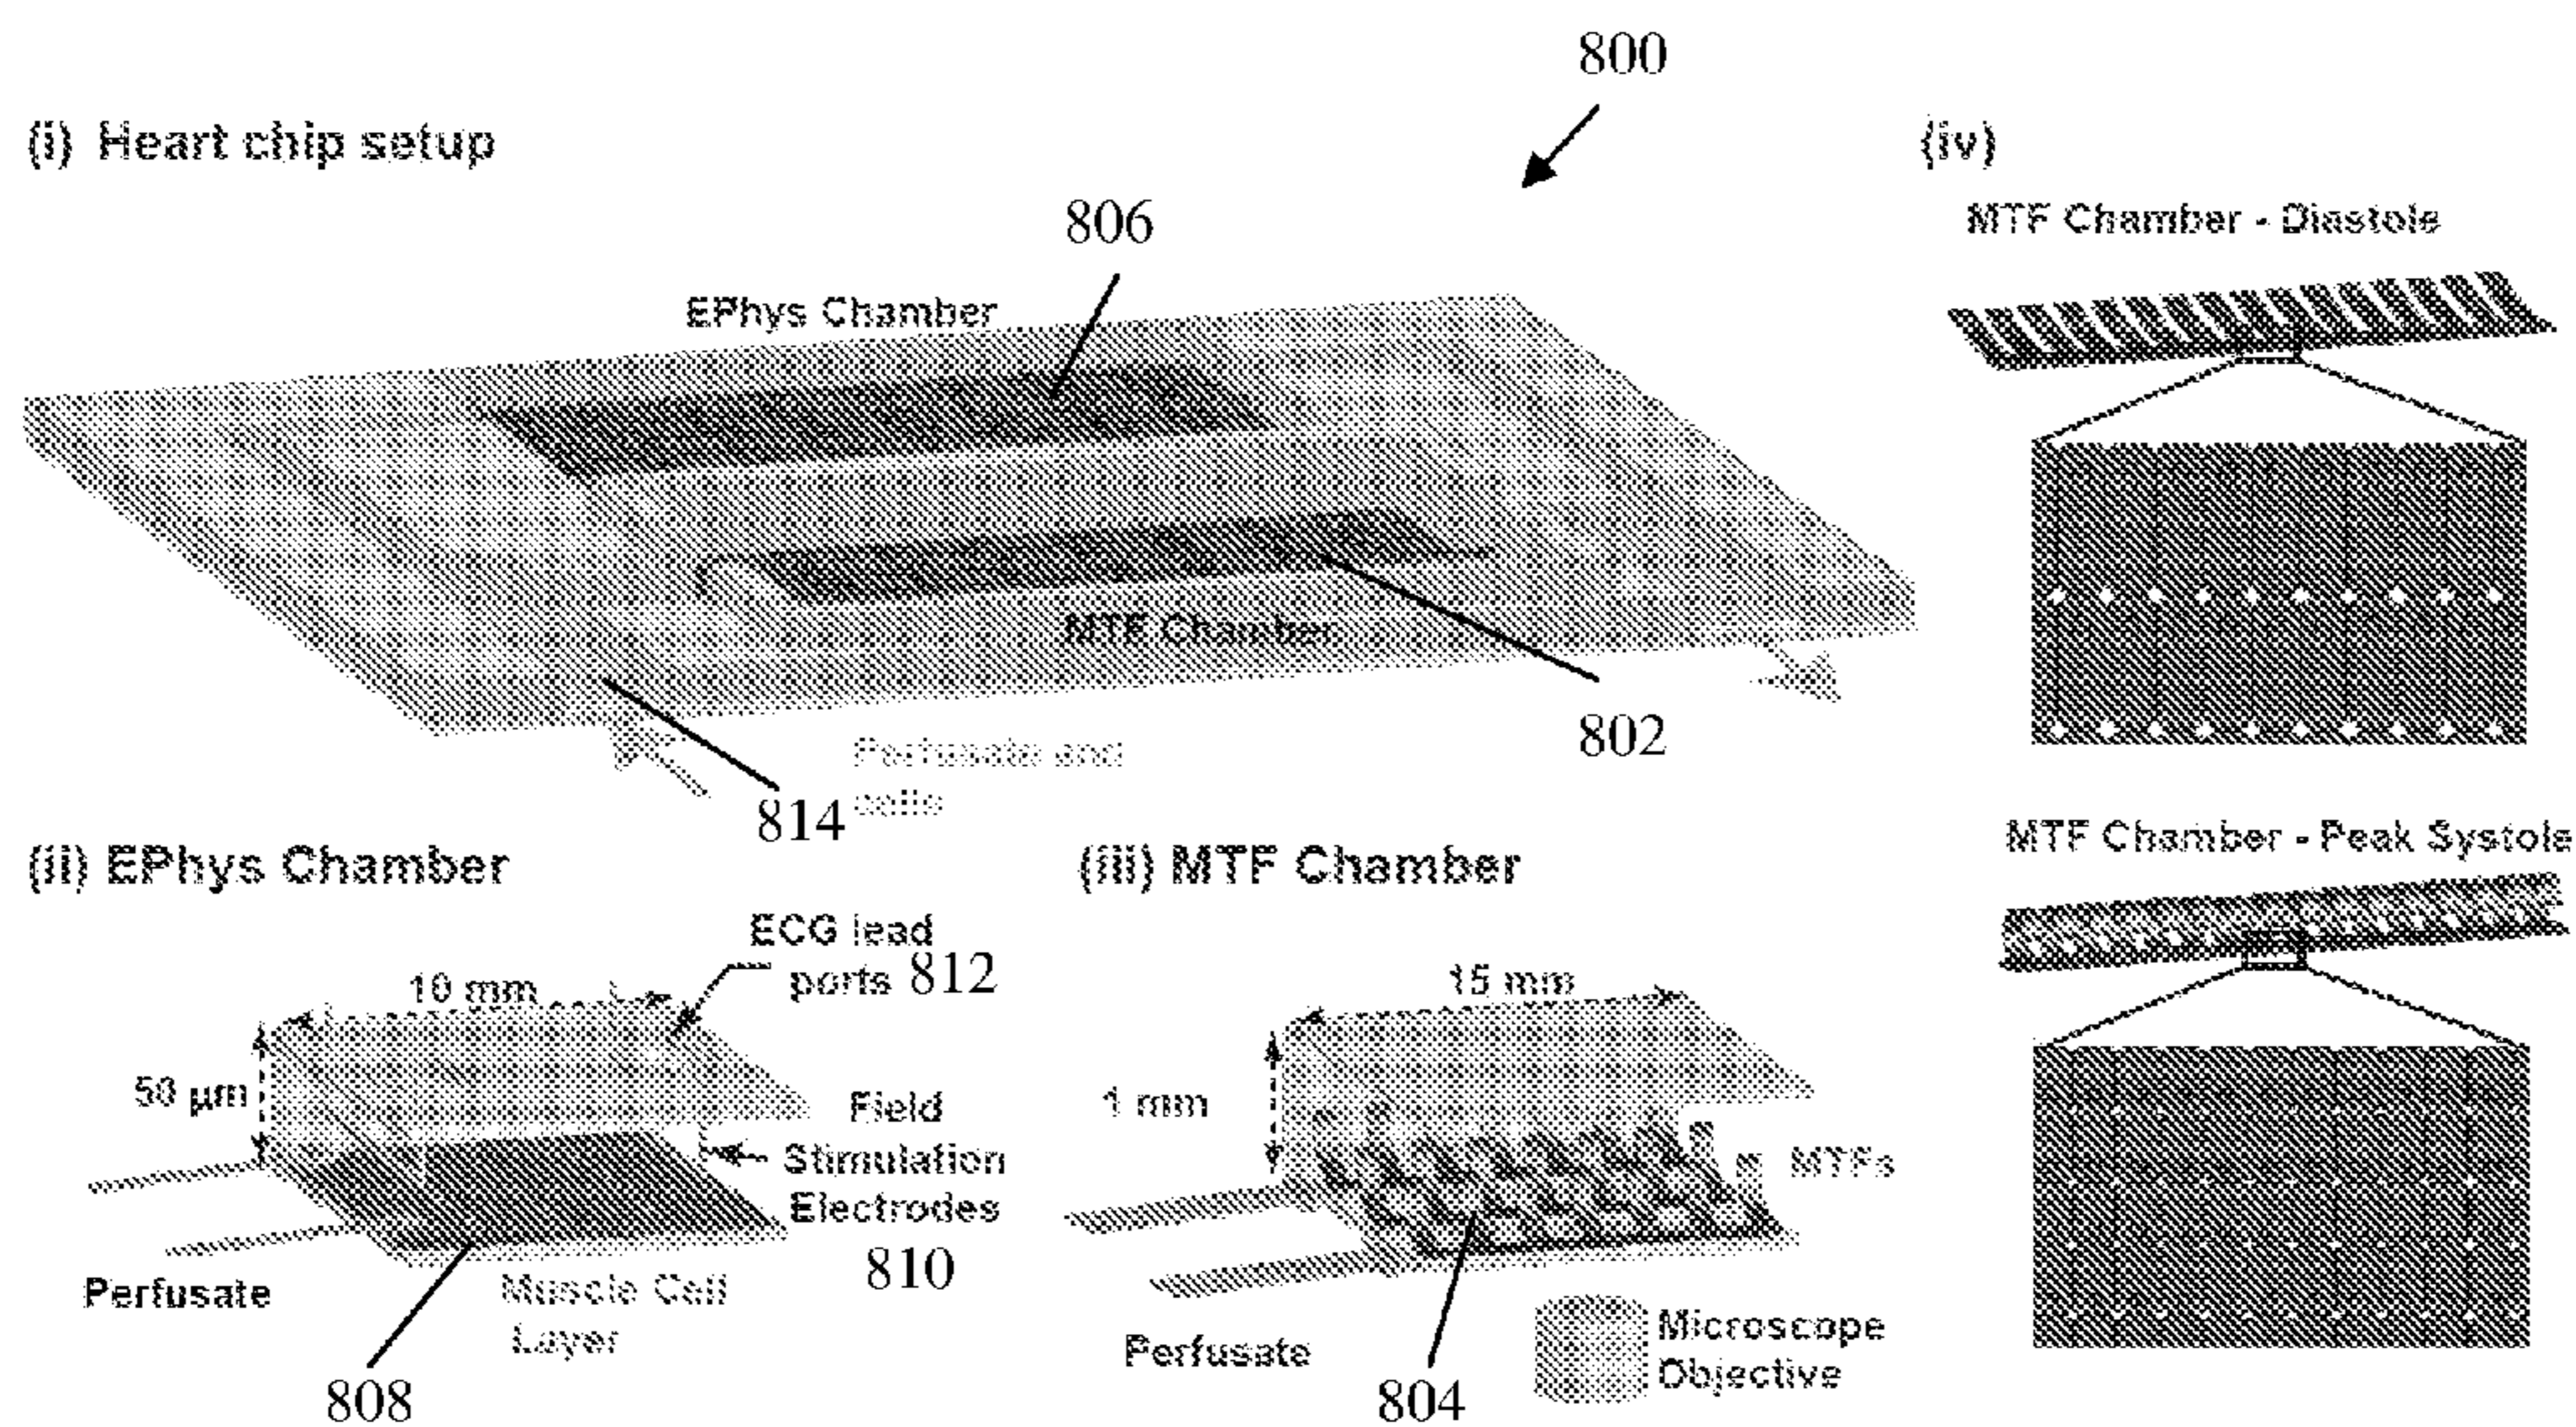 800
(i) Heart chip setup
(iv)
806
MTF Chamber - Diastole
EPhys Chamber
MTF Chamber
802
Perfusate and
cells
814
(ii) EPhys Chamber
(iii) MTF Chamber
MTF Chamber - Peak Systole
ECG lead
ports 812
10 mm
15 mm
50 μm
1 mm
Field
Stimulation
Electrodes
810
MTFs
Perfusate
Muscle Cell
Layer
808
Perfusate
804
Microscope
Objective